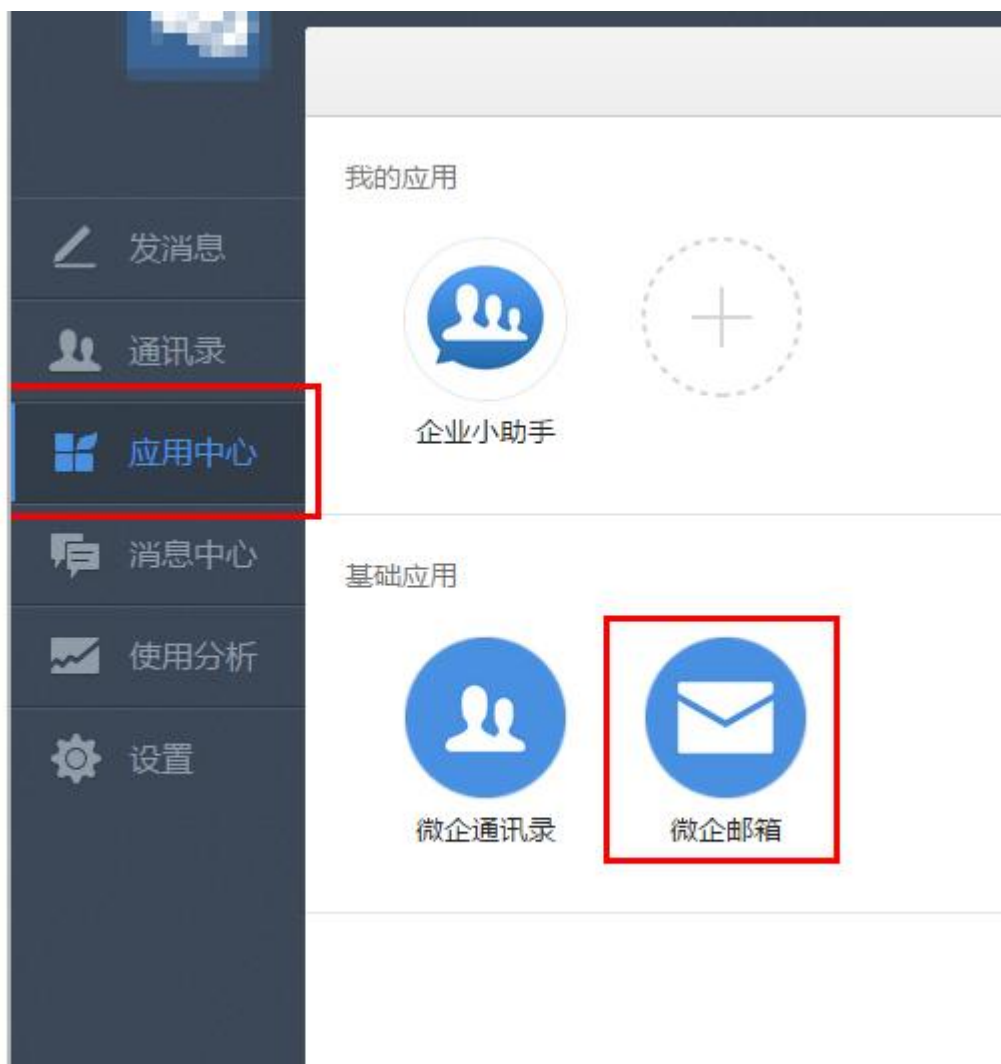 我的应用
发消息
通讯录
企业小助手
应用中心
消息中心
基础应用
使用分析
设置
微企通讯录
微企邮箱